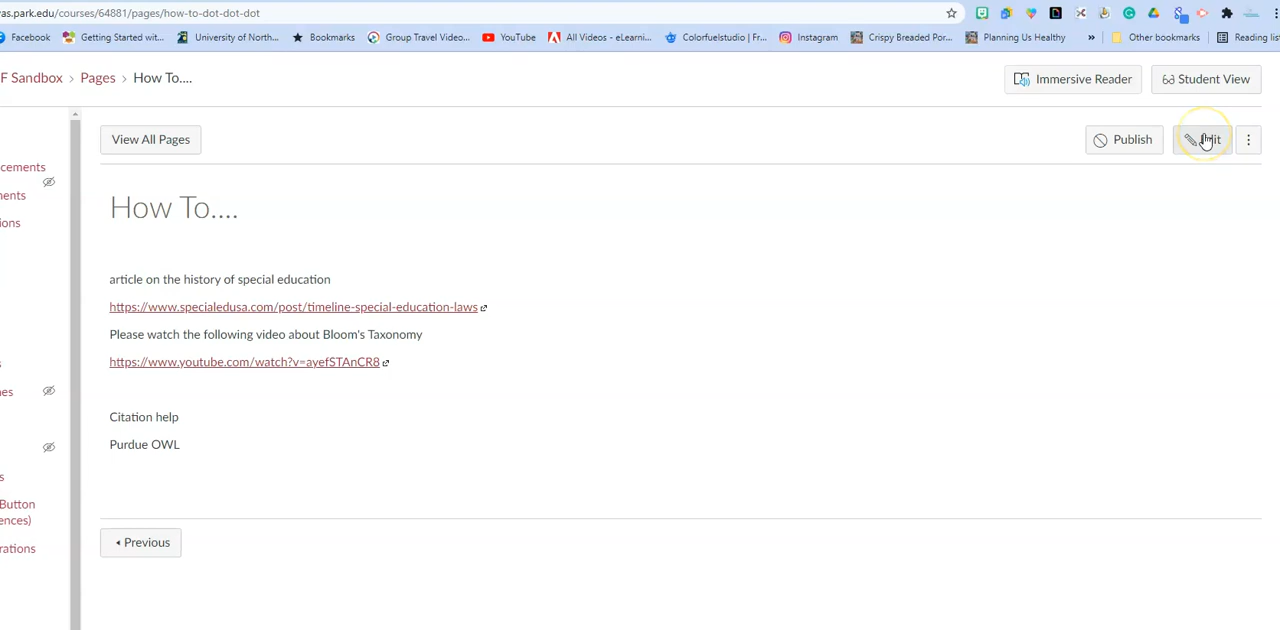 as.park.edu/courses/64881/pages/how-to-dot-dot-dot
Facebook Getting Started wit... University of North... Bookmarks Group Travel Video... YouTube All Videos - eLearni... Colorfuelstudio | Fr... Instagram Crispy Breaded Por... Planning Us Healthy » Other bookmarks Reading list
F Sandbox › Pages › How To....
Immersive Reader Student View
cements
ments
ions
s
nes
s
Button
ences)
rations
View All Pages
Publish
How To....
article on the history of special education
https://www.specialedusa.com/post/timeline-special-education-laws
Please watch the following video about Bloom's Taxonomy
https://www.youtube.com/watch?v=ayefSTAnCR8
Citation help
Purdue OWL
Previous